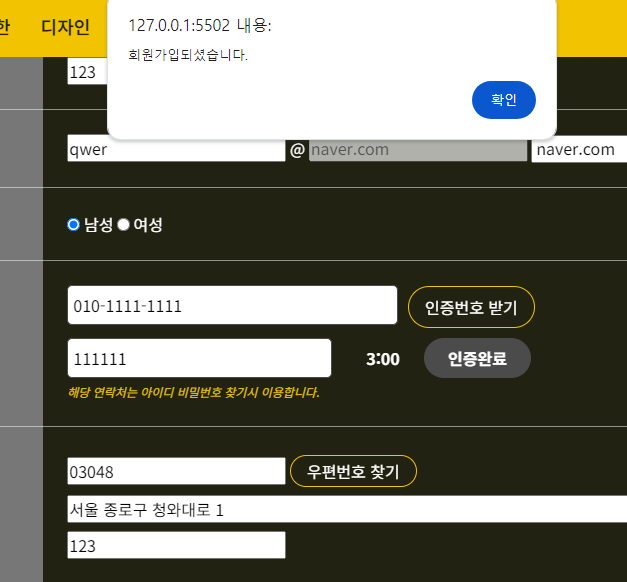 한 디자인
127.0.0.1:5502 내용:
회원가입되셨습니다.
확인
123
qwer @ naver.com naver.com
남성 여성
010-1111-1111 인증번호 받기
111111 3:00 인증완료
해당 연락처는 아이디 비밀번호 찾기시 이용합니다.
03048 우편번호 찾기
서울 종로구 청와대로 1
123